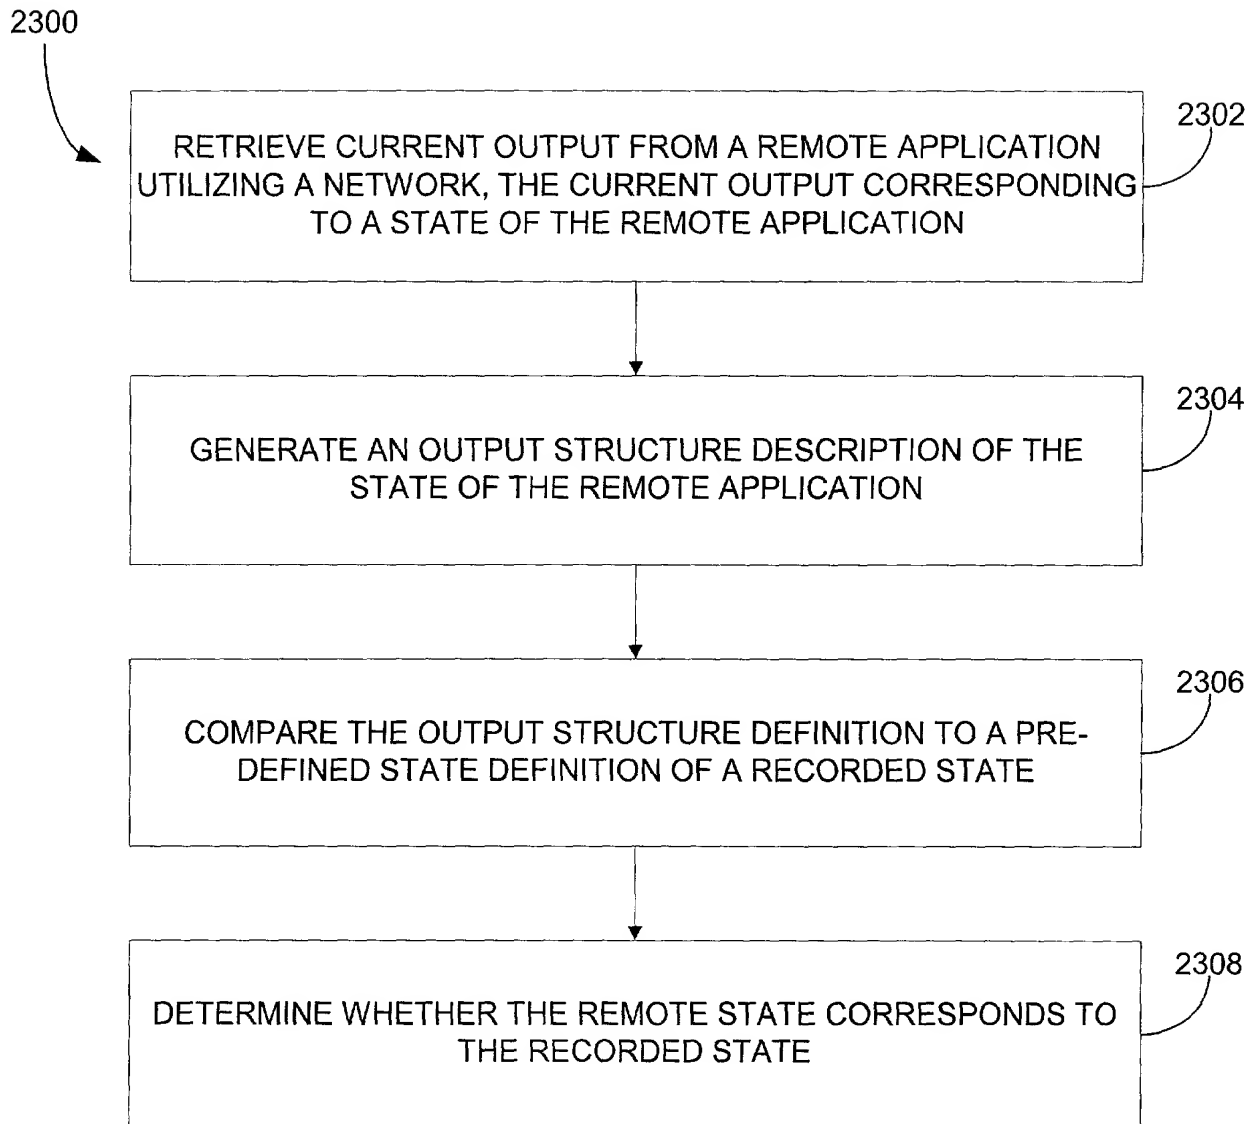 2300
2302
RETRIEVE CURRENT OUTPUT FROM A REMOTE APPLICATION
UTILIZING A NETWORK, THE CURRENT OUTPUT CORRESPONDING
TO A STATE OF THE REMOTE APPLICATION
2304
GENERATE AN OUTPUT STRUCTURE DESCRIPTION OF THE
STATE OF THE REMOTE APPLICATION
2306
COMPARE THE OUTPUT STRUCTURE DEFINITION TO A PRE-
DEFINED STATE DEFINITION OF A RECORDED STATE
2308
DETERMINE WHETHER THE REMOTE STATE CORRESPONDS TO
THE RECORDED STATE